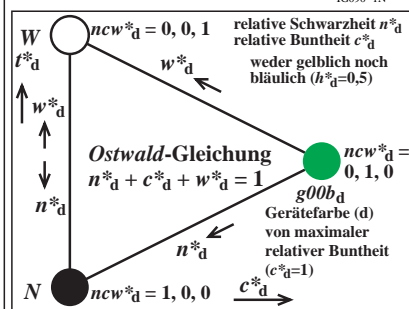 W ncw*d = 0, 0, 1
relative Schwarzheit n*d
relative Buntheit c*d
weder gelblich noch
bläulich (h*d=0,5)
t*d
w*d
w*d
n*d
Ostwald-Gleichung
n*d + c*d + w*d = 1
ncw*d =
0, 1, 0
g00bd
Gerätefarbe (d)
von maximaler
relativer Buntheit
(c*d=1)
n*d
N ncw*d = 1, 0, 0
c*d